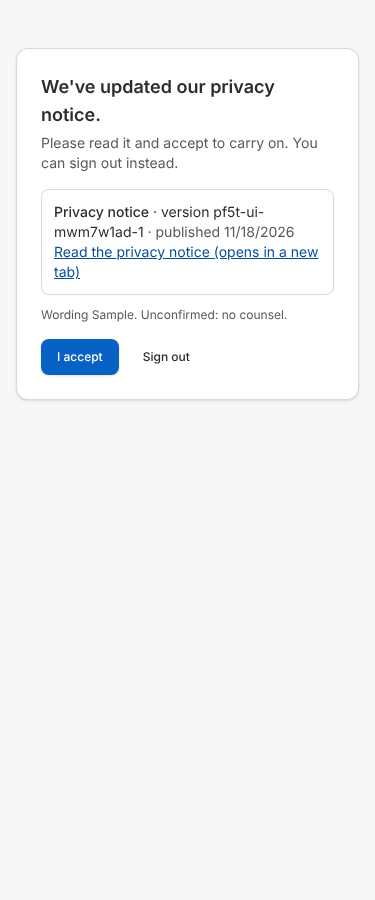 We've updated our privacy
notice.
Please read it and accept to carry on. You
can sign out instead.
Privacy notice · version pf5t-ui-
mwm7w1ad-1 · published 11/18/2026
Read the privacy notice (opens in a new
tab)
Wording Sample. Unconfirmed: no counsel.
I accept
Sign out